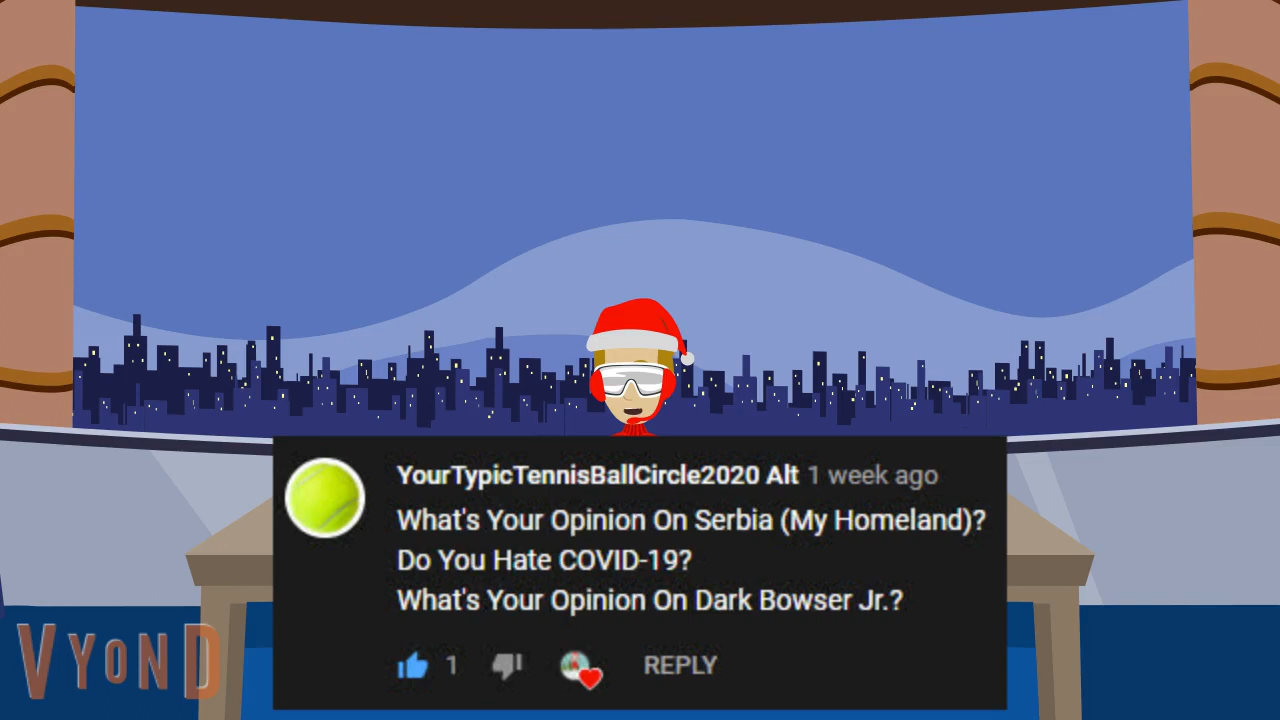 YourTypicTennisBallCircle2020 Alt 1 week ago
What's Your Opinion On Serbia (My Homeland)?
Do You Hate COVID-19?
What's Your Opinion On Dark Bowser Jr.?
1 REPLY
VYOND